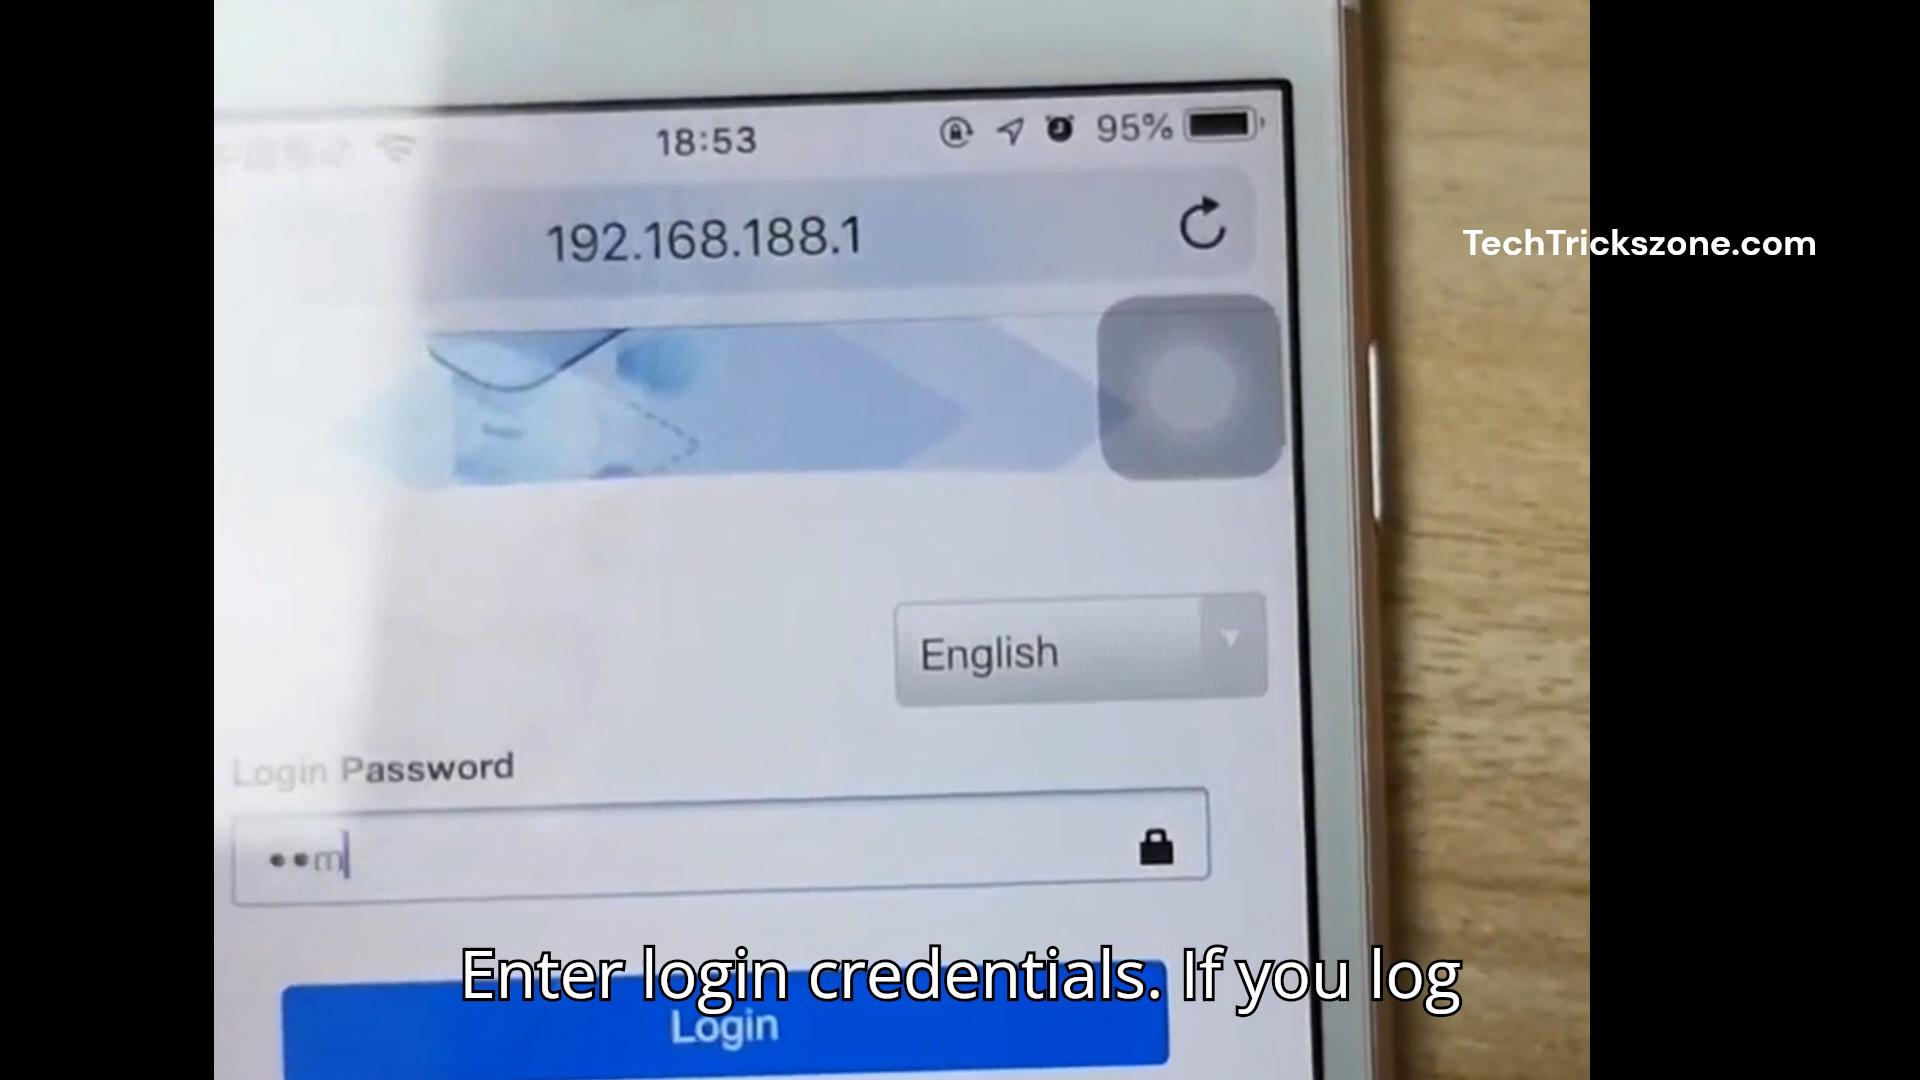 18:53
95%
192.168.188.1
TechTrickszone.com
English
Login Password
••m
Enter login credentials. If you log
Login